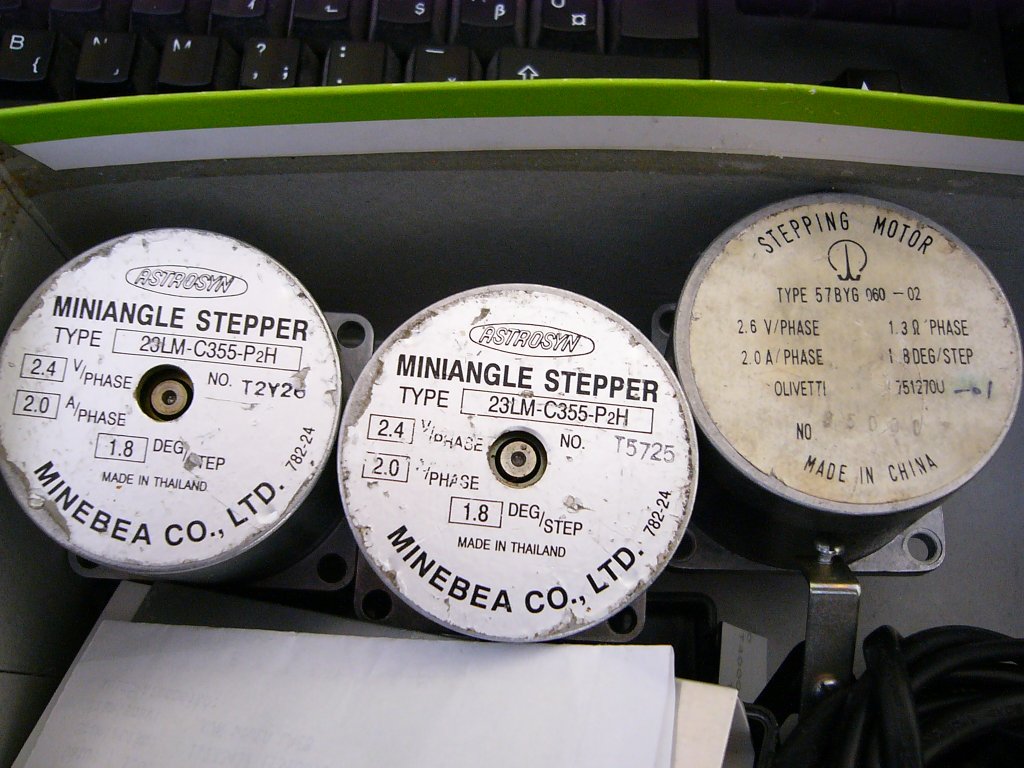 B N M ? : _
{ , ; .
$ β
ASTROSYN
MINIANGLE STEPPER
TYPE 23LM-C355-P2H
2.4 V/PHASE NO. T2Y26
2.0 A/PHASE
1.8 DEG/STEP
782-24
MADE IN THAILAND
MINEBEA CO., LTD.
ASTROSYN
MINIANGLE STEPPER
TYPE 23LM-C355-P2H
2.4 V/PHASE NO. T5725
2.0 /PHASE
1.8 DEG/STEP
782-24
MADE IN THAILAND
MINEBEA CO., LTD.
STEPPING MOTOR
TYPE 57BYG 060-02
2.6 V/PHASE 1.3 Ω PHASE
2.0 A/PHASE 1.8 DEG/STEP
OLIVETTI 751270U -01
NO
MADE IN CHINA